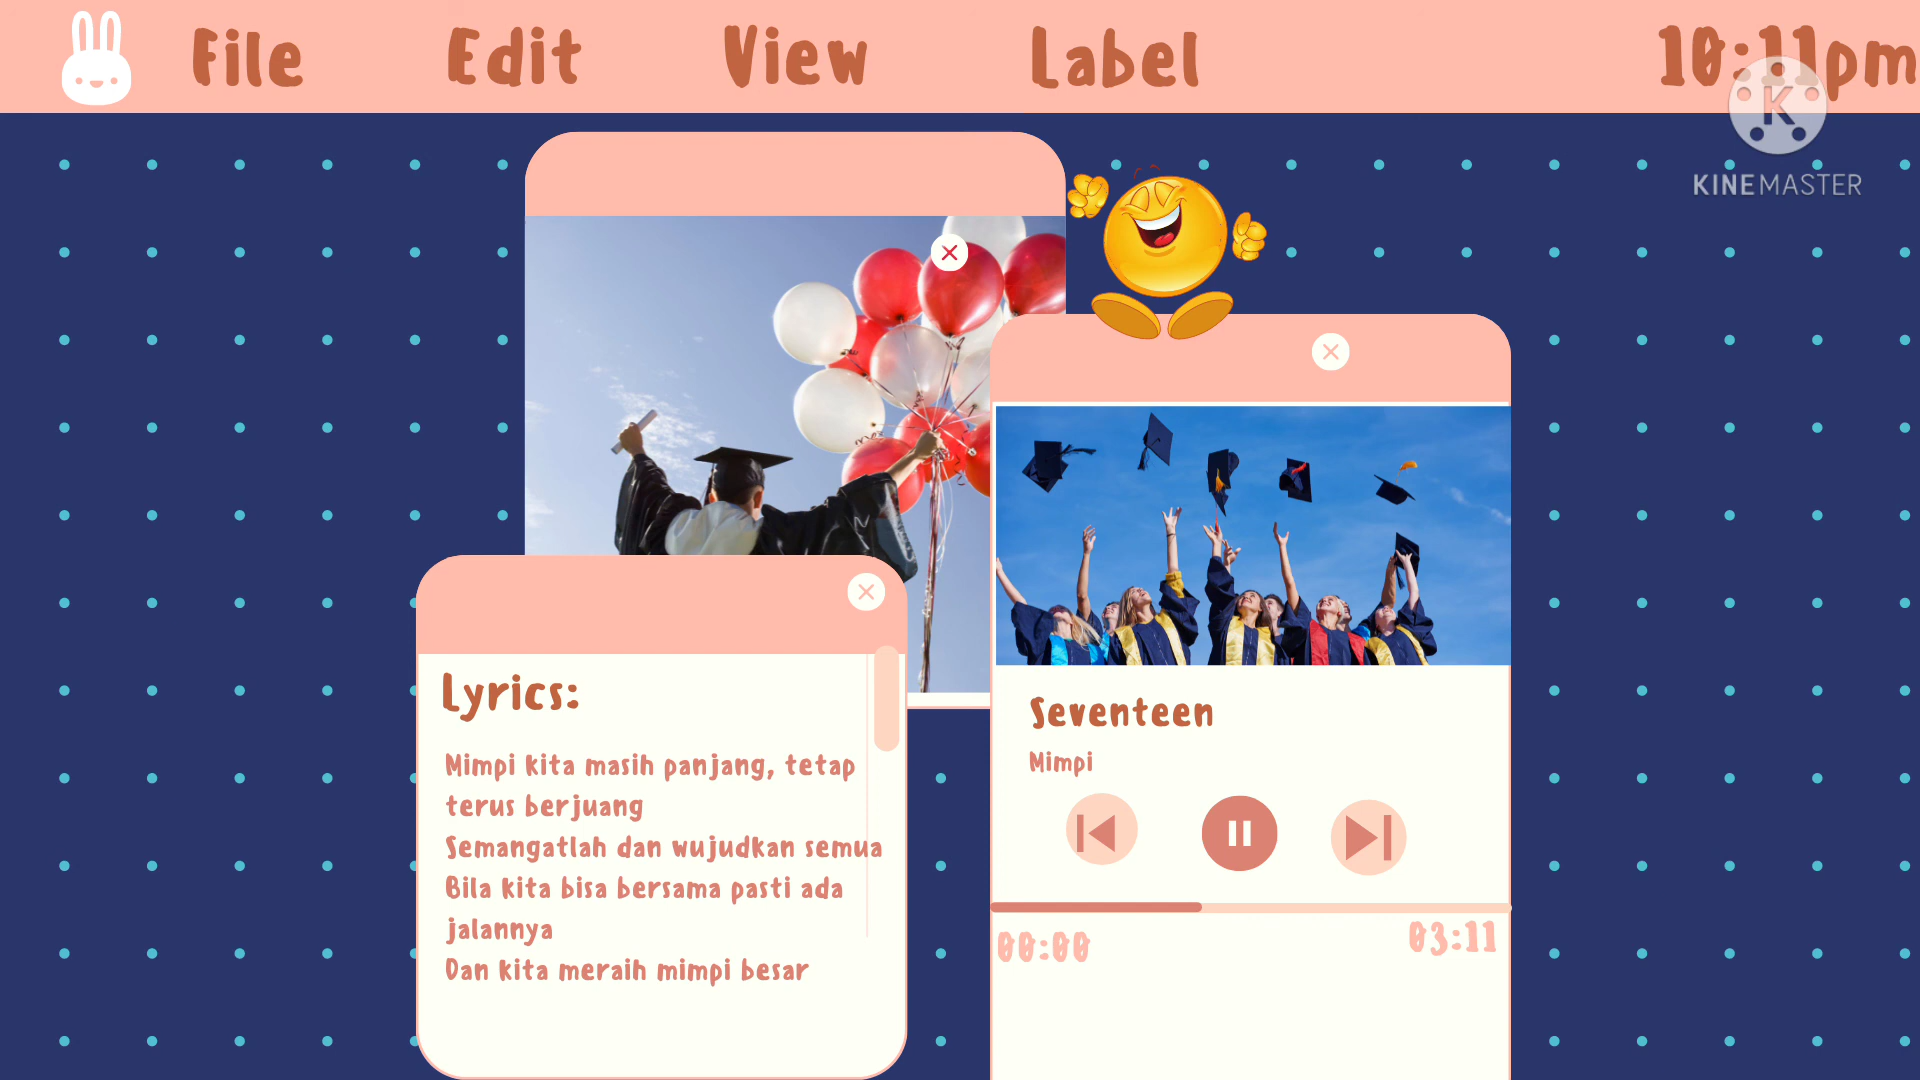 File Edit View Label 10:11pm
K
KINEMASTER
Lyrics:
Mimpi kita masih panjang, tetap
terus berjuang
Semangatlah dan wujudkan semua
Bila kita bisa bersama pasti ada
jalannya
Dan kita meraih mimpi besar
Seventeen
Mimpi
00:00
03:11